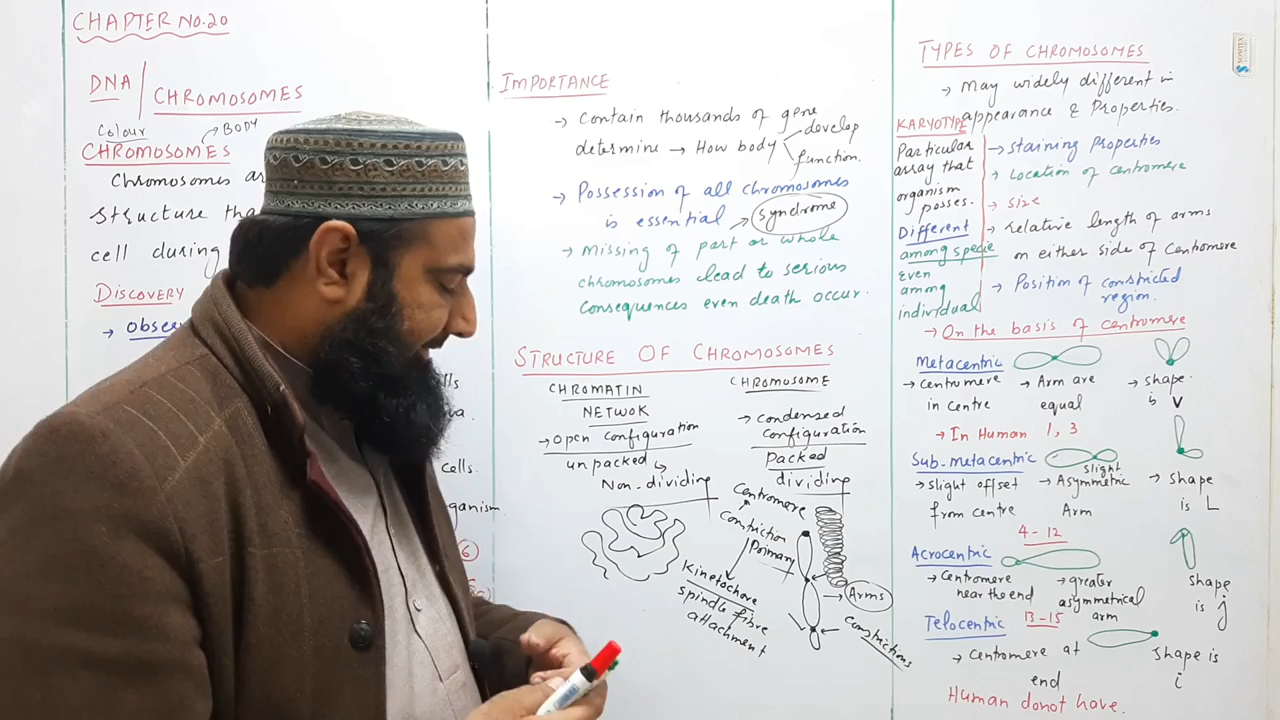 CHAPTER No.20
DNA / CHROMOSOMES
Colour → BODY
CHROMOSOMES
Chromosomes
structure
cell during
DISCOVERY
→ Obser
cells.
organism.
6
IMPORTANCE
→ Contain thousands of gene
determine → How body develop
function.
→ Possession of all chromosomes
is essential → syndrome
→ Missing of part or whole
chromosomes lead to serious
Consequences even death occur.
STRUCTURE OF CHROMOSOMES
CHROMATIN
NETWOK
→ Open configuration
unpacked
Non-dividing
CHROMOSOME
→ condensed
configuration
Packed
dividing
Centromere
Constriction
Primary
Kinetochore
spindle fibre
attachment
→ Arms
Constrictions
TYPES OF CHROMOSOMES
→ May widely different in
appearance & Properties.
KARYOTYPE
Particular
array that
organism
posses.
Different
among specie
Even
among
individual
→ Staining Properties
→ Location of centromere
→ size
→ relative length of arms
on either side of Centromere
→ Position of constricted
region.
→ On the basis of centromere
Metacentric
→ centromere
in centre
→ Arm are
equal
→ shape
is V
→ In Human 1, 3
Sub-metacentric
→ slight offset
from centre
slight
→ Asymmetric
Arm
→ shape
is L
4-12
Acrocentric
→ Centromere
near the end
→ greater
asymmetrical
arm
shape
is j
Telocentric
13-15
→ Centromere at
end
Shape is
i
Human donot have.